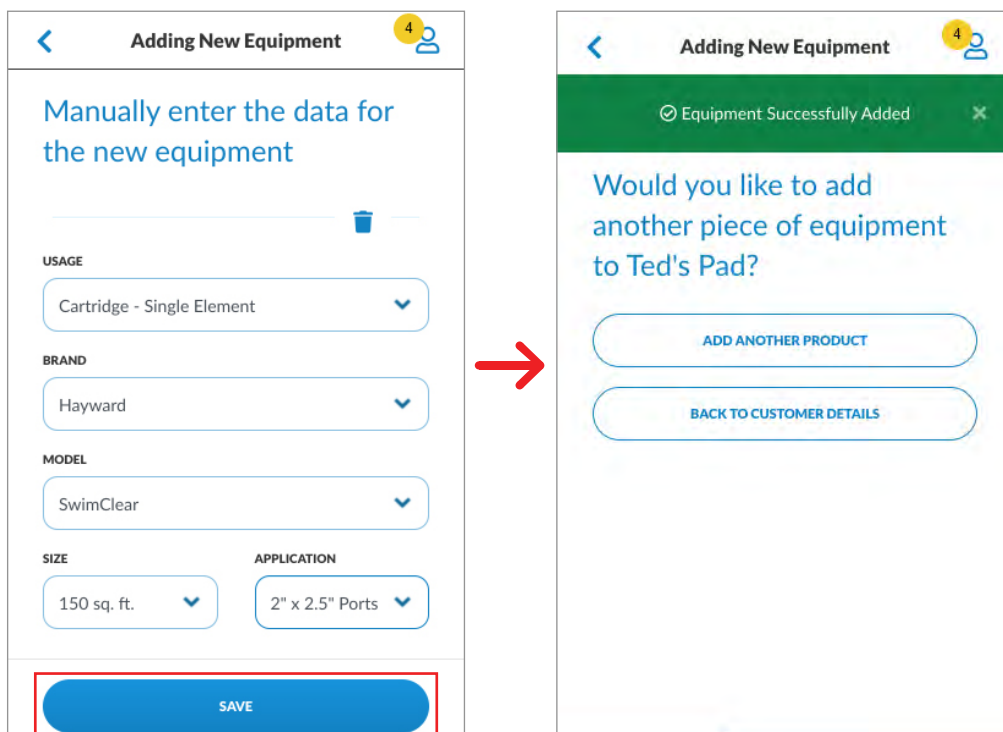 Adding New Equipment
4
Manually enter the data for
the new equipment
USAGE
Cartridge - Single Element
BRAND
Hayward
MODEL
SwimClear
SIZE
APPLICATION
150 sq. ft.
2" x 2.5" Ports
SAVE
Adding New Equipment
4
Equipment Successfully Added
Would you like to add
another piece of equipment
to Ted's Pad?
ADD ANOTHER PRODUCT
BACK TO CUSTOMER DETAILS